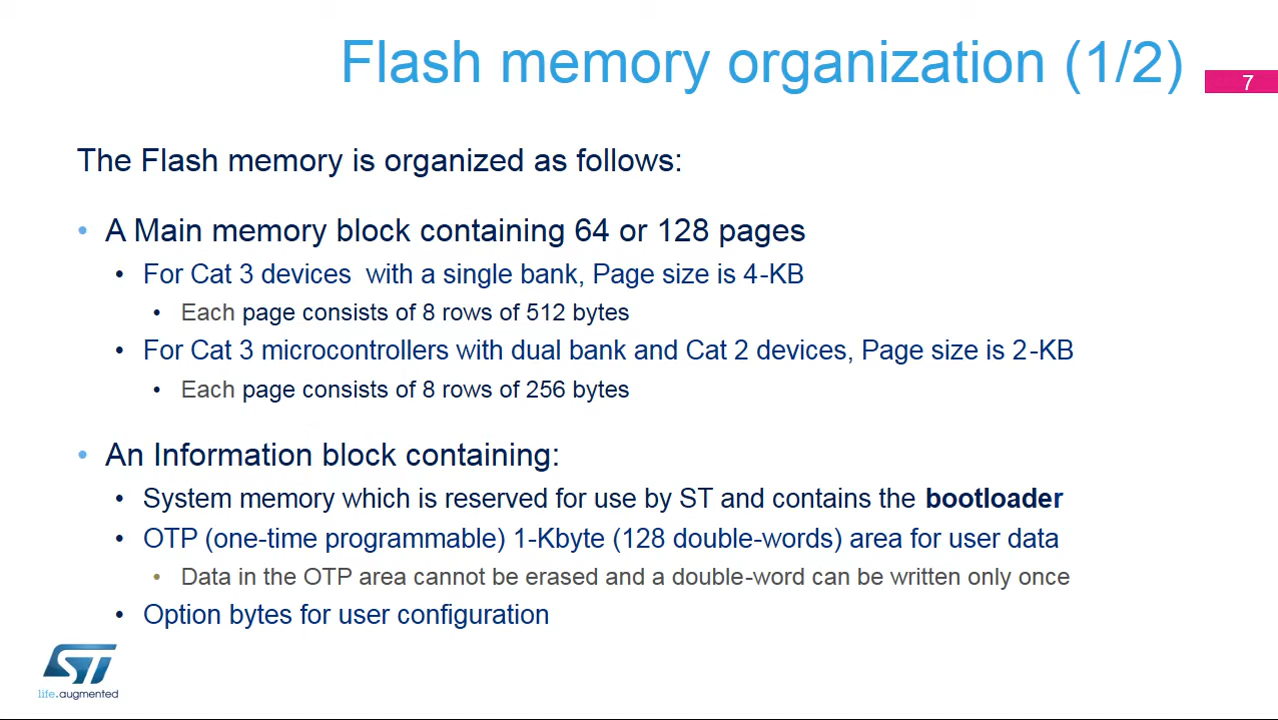 Flash memory organization (1/2)
7
The Flash memory is organized as follows:
• A Main memory block containing 64 or 128 pages
• For Cat 3 devices with a single bank, Page size is 4-KB
• Each page consists of 8 rows of 512 bytes
• For Cat 3 microcontrollers with dual bank and Cat 2 devices, Page size is 2-KB
• Each page consists of 8 rows of 256 bytes
• An Information block containing:
• System memory which is reserved for use by ST and contains the bootloader
• OTP (one-time programmable) 1-Kbyte (128 double-words) area for user data
• Data in the OTP area cannot be erased and a double-word can be written only once
• Option bytes for user configuration
ST
life.augmented